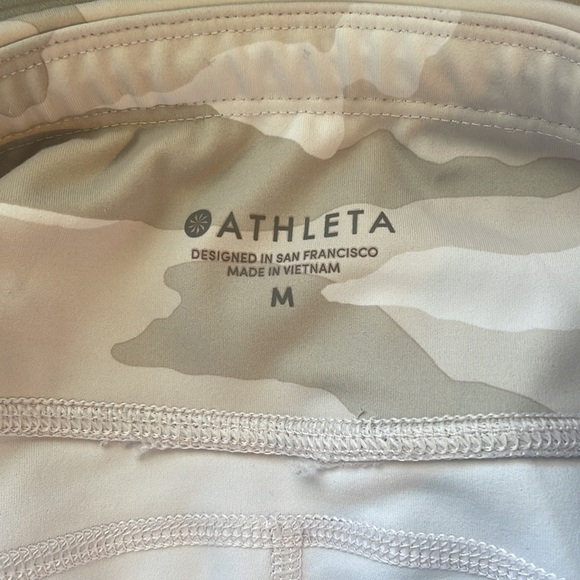 ATHLETA
DESIGNED IN SAN FRANCISCO
MADE IN VIETNAM
M